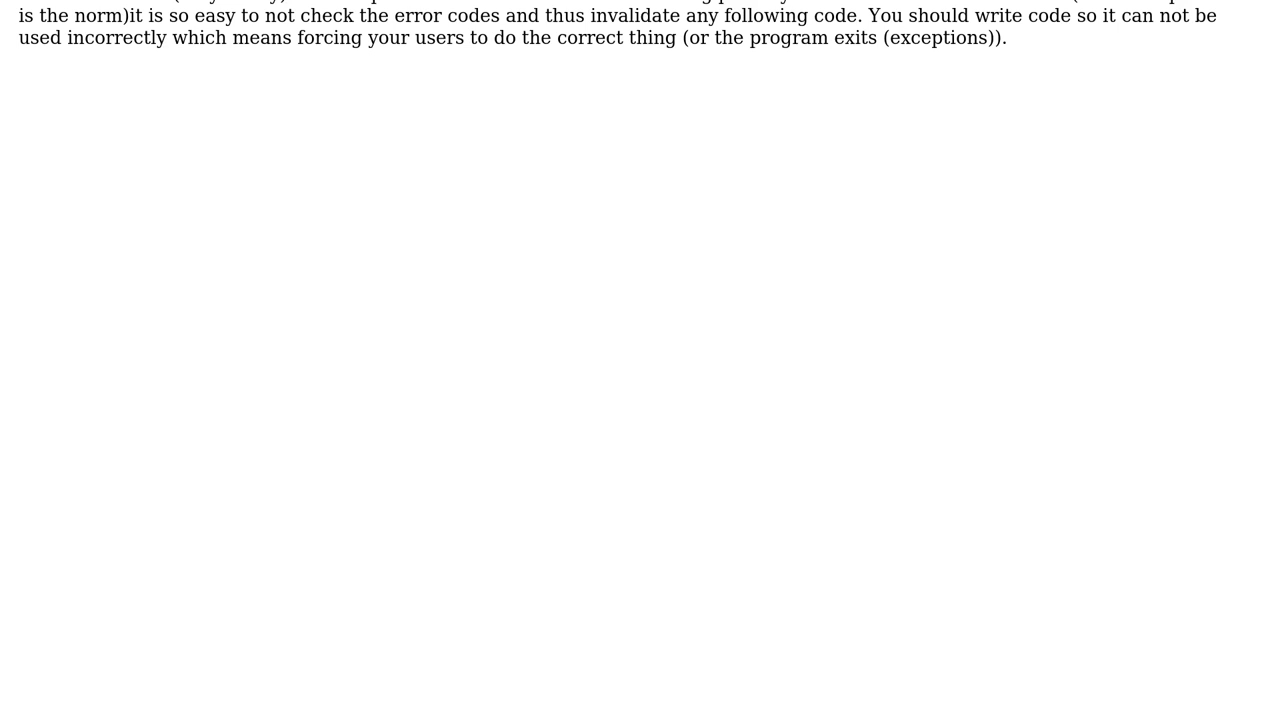 is the norm)it is so easy to not check the error codes and thus invalidate any following code. You should write code so it can not be
used incorrectly which means forcing your users to do the correct thing (or the program exits (exceptions)).